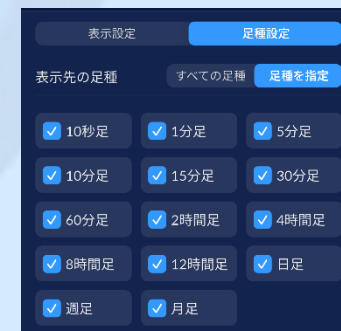 表示設定 足種設定
表示先の足種 すべての足種 足種を指定
10秒足 1分足 5分足
10分足 15分足 30分足
60分足 2時間足 4時間足
8時間足 12時間足 日足
週足 月足